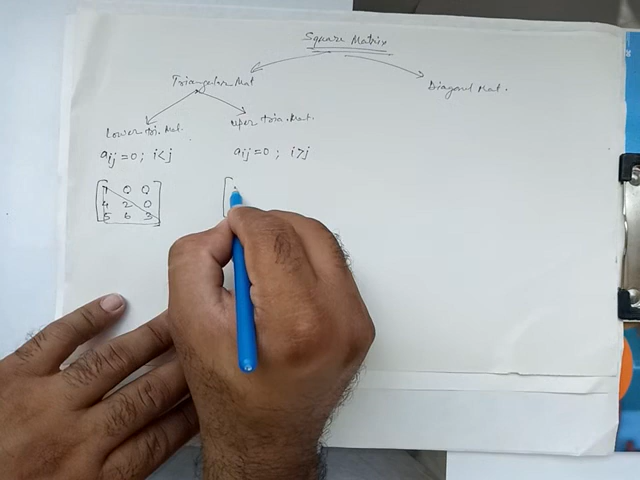 Square Matrix
Triangular Mat
Diagonal Mat.
Lower tri. Mat.
uper tria. Mat.
aij = 0 ; i<j
aij = 0 ; i>j
1 0 0
4 2 0
5 6 3